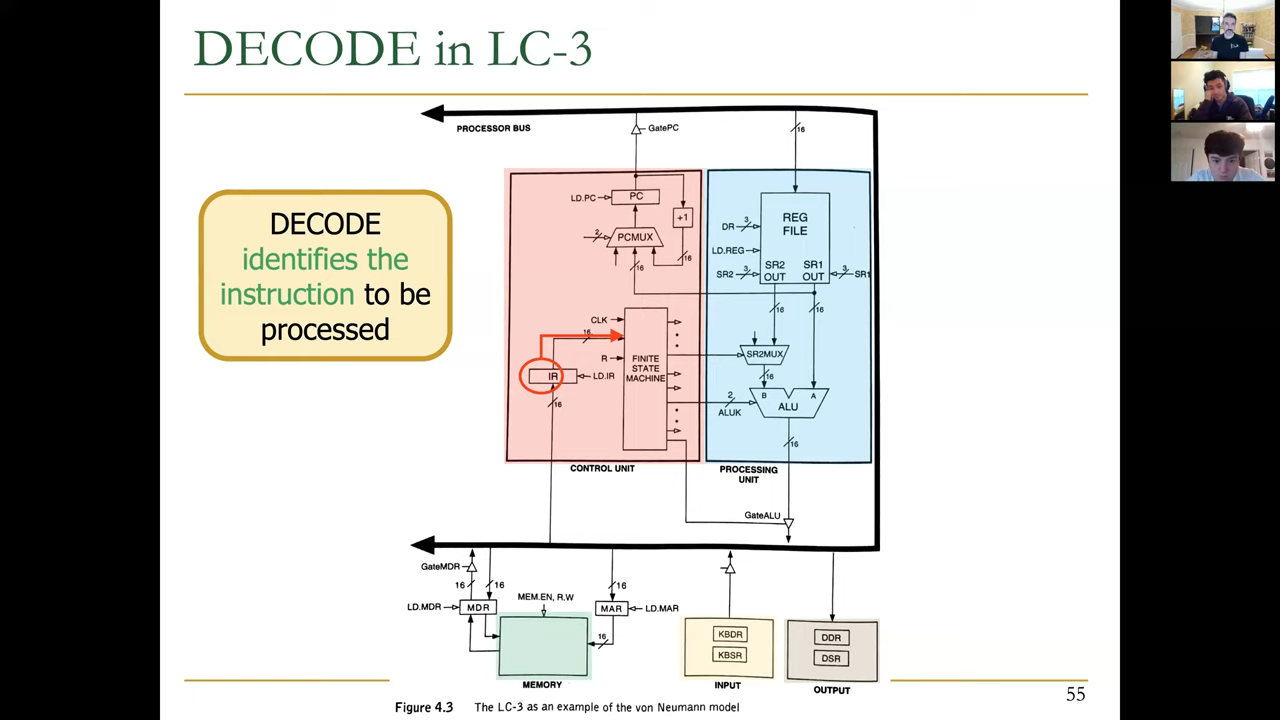 DECODE in LC-3
PROCESSOR BUS
GatePC
16
LD.PC
PC
+1
2
PCMUX
16
16
REG
FILE
DR
3
LD.REG
SR2
3
SR2
OUT
SR1
OUT
3
SR1
16
16
DECODE
identifies the
instruction to be
processed
CLK
16
R
IR
LD.IR
16
FINITE
STATE
MACHINE
SR2MUX
16
2
ALUK
B
A
ALU
16
CONTROL UNIT
PROCESSING
UNIT
GateALU
GateMDR
16
16
16
LD.MDR
MDR
MEM.EN, R.W
MAR
LD.MAR
16
KBDR
KBSR
DDR
DSR
MEMORY
INPUT
OUTPUT
55
Figure 4.3 The LC-3 as an example of the von Neumann model